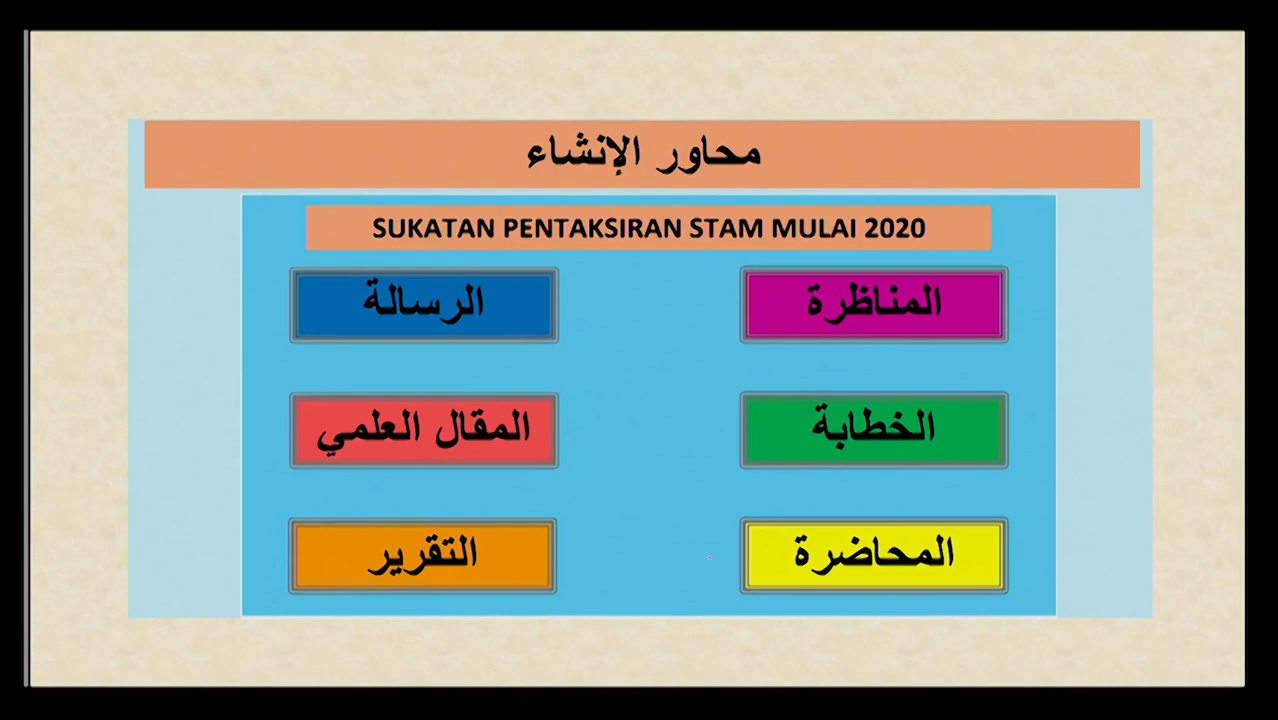 محاور الإنشاء
SUKATAN PENTAKSIRAN STAM MULAI 2020
المناظرة
الرسالة
الخطابة
المقال العلمي
المحاضرة
التقرير